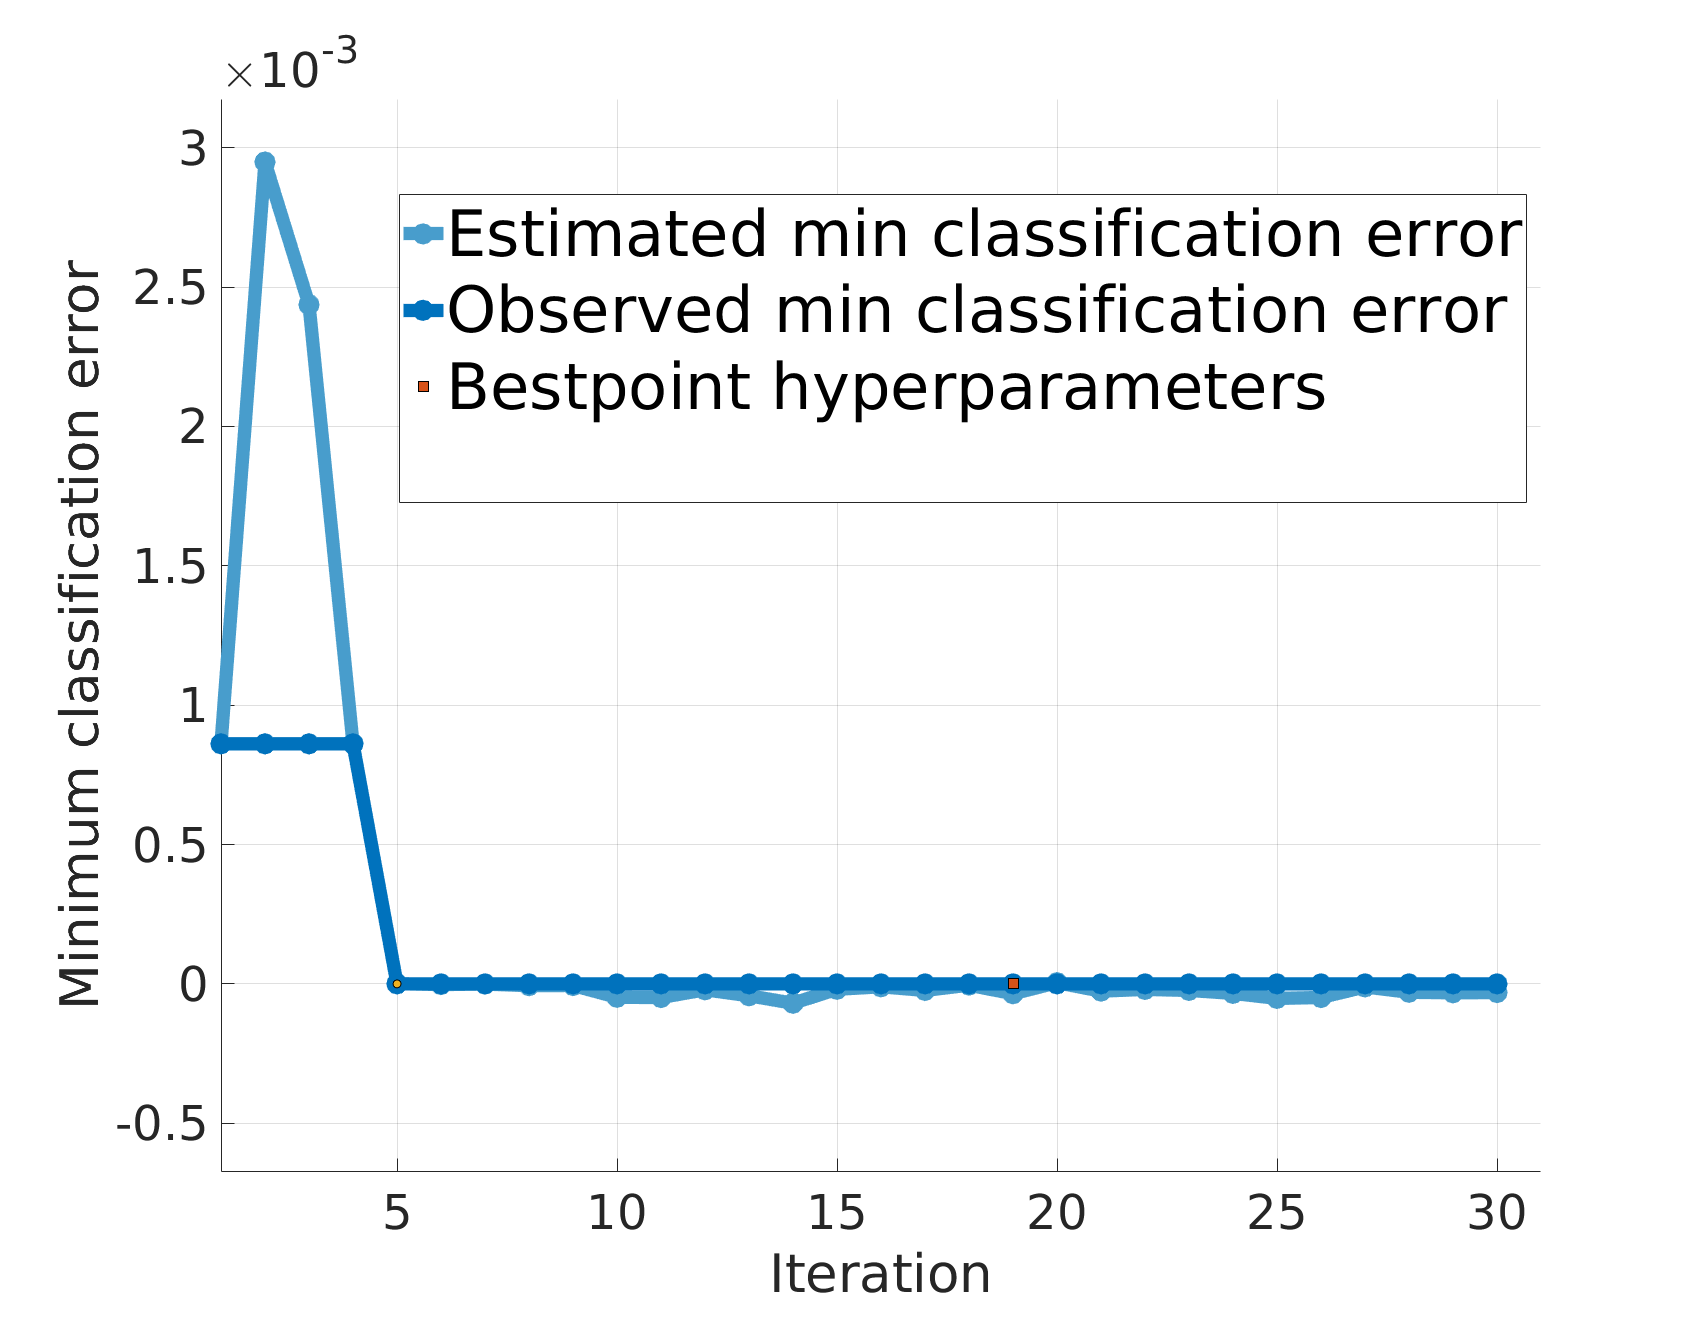 ×10-3
3
2.5
2
1.5
1
0.5
0
-0.5
Minimum classification error
Estimated min classification error
Observed min classification error
Bestpoint hyperparameters
5 10 15 20 25 30
Iteration